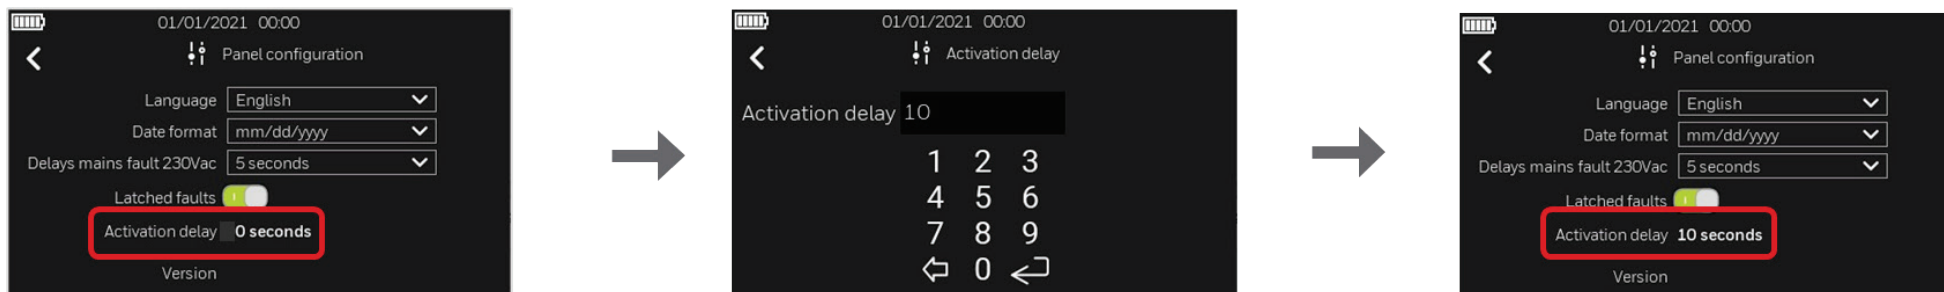 01/01/2021 00:00
Panel configuration
Language English
Date format mm/dd/yyyy
Delays mains fault 230Vac 5 seconds
Latched faults
Activation delay 0 seconds
Version
01/01/2021 00:00
Activation delay
Activation delay 10
1 2 3
4 5 6
7 8 9
0
01/01/2021 00:00
Panel configuration
Language English
Date format mm/dd/yyyy
Delays mains fault 230Vac 5 seconds
Latched faults
Activation delay 10 seconds
Version